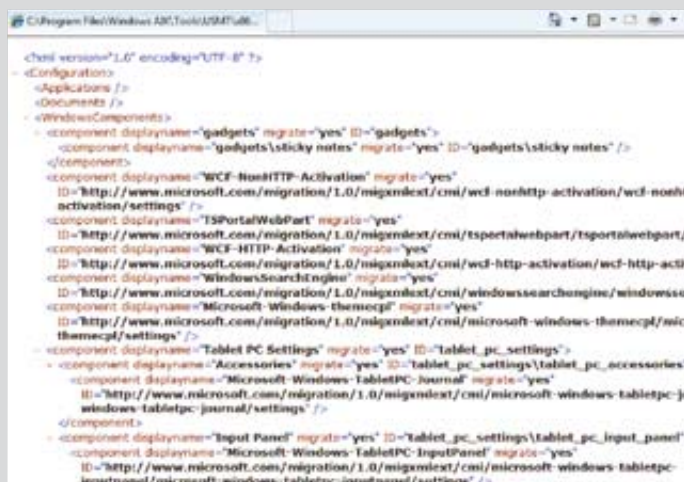 C:\Program Files\Windows AIK\Tools\USMT\x86...
<?xml version="1.0" encoding="UTF-8" ?>
- <Configuration>
<Applications />
<Documents />
- <WindowsComponents>
- <component displayname="gadgets" migrate="yes" ID="gadgets">
<component displayname="gadgets\sticky notes" migrate="yes" ID="gadgets\sticky notes" />
</component>
<component displayname="WCF-NonHTTP-Activation" migrate="yes"
ID="http://www.microsoft.com/migration/1.0/migxmlext/cmi/wcf-nonhttp-activation/wcf-nonh
activation/settings" />
<component displayname="TSPortalWebPart" migrate="yes"
ID="http://www.microsoft.com/migration/1.0/migxmlext/cmi/tsportalwebpart/tsportalwebpart/
<component displayname="WCF-HTTP-Activation" migrate="yes"
ID="http://www.microsoft.com/migration/1.0/migxmlext/cmi/wcf-http-activation/wcf-http-acti
<component displayname="WindowsSearchEngine" migrate="yes"
ID="http://www.microsoft.com/migration/1.0/migxmlext/cmi/windowssearchengine/windowsse
<component displayname="Microsoft-Windows-themecpl" migrate="yes"
ID="http://www.microsoft.com/migration/1.0/migxmlext/cmi/microsoft-windows-themecpl/mic
themecpl/settings" />
- <component displayname="Tablet PC Settings" migrate="yes" ID="tablet_pc_settings">
- <component displayname="Accessories" migrate="yes" ID="tablet_pc_settings\tablet_pc_accessories"
<component displayname="Microsoft-Windows-TabletPC-Journal" migrate="yes"
ID="http://www.microsoft.com/migration/1.0/migxmlext/cmi/microsoft-windows-tabletpc-j
windows-tabletpc-journal/settings" />
</component>
- <component displayname="Input Panel" migrate="yes" ID="tablet_pc_settings\tablet_pc_input_panel"
<component displayname="Microsoft-Windows-TabletPC-InputPanel" migrate="yes"
ID="http://www.microsoft.com/migration/1.0/migxmlext/cmi/microsoft-windows-tabletpc-
inputpanel/microsoft-windows-tabletpc-inputpanel/settings" />